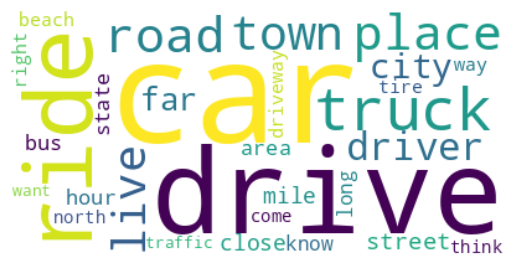 beach
right
ride
road
town
place
car
city
way
tire
state
far
driveway
truck
bus
live
area
driver
want
hour
mile
long
drive
north
come
traffic
close
know
street
think